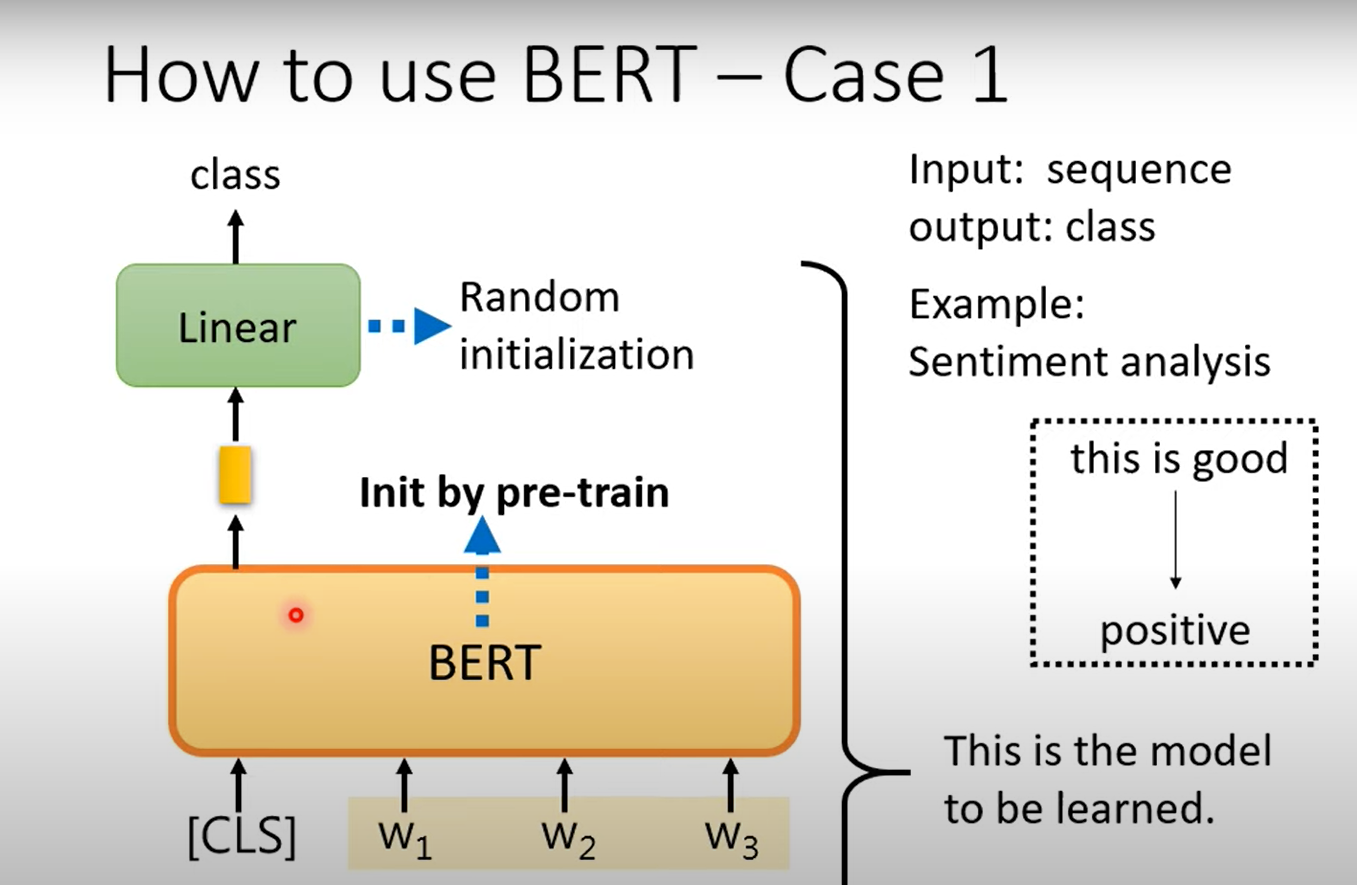 How to use BERT – Case 1
class
Linear
Random
initialization
Init by pre-train
BERT
[CLS]
w1
w2
w3
Input: sequence
output: class
Example:
Sentiment analysis
this is good
positive
This is the model
to be learned.